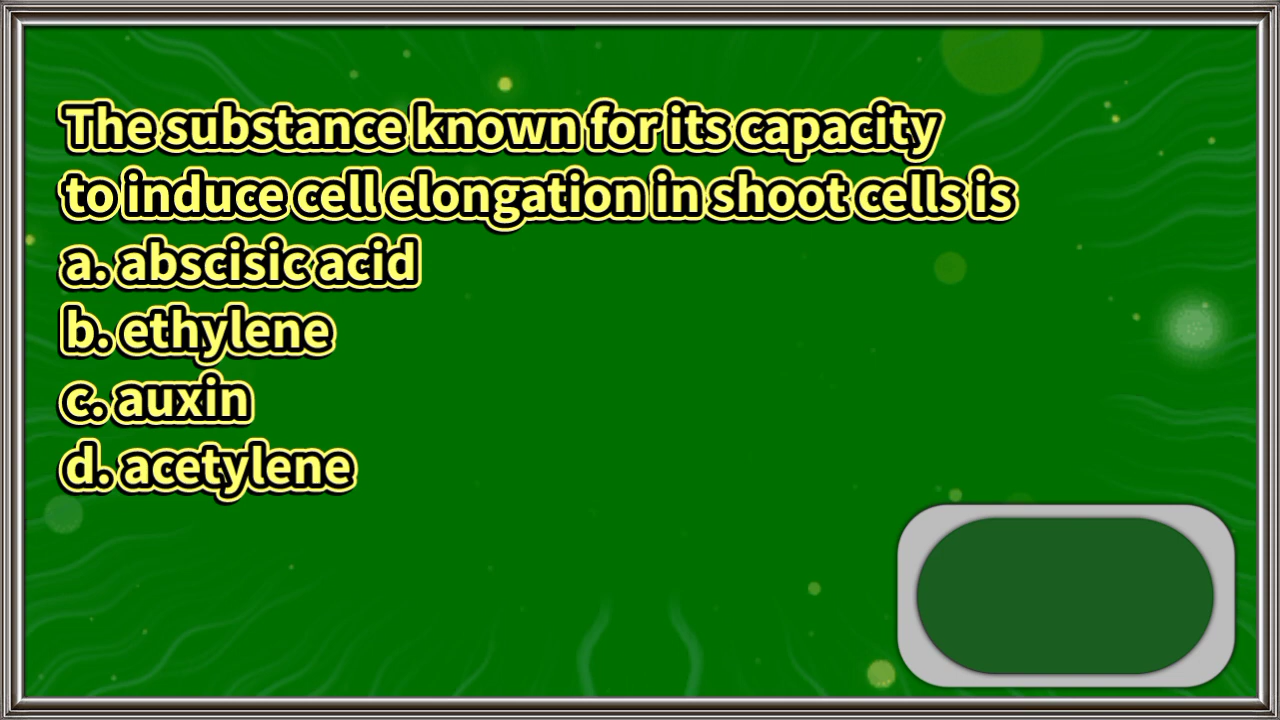 The substance known for its capacity
to induce cell elongation in shoot cells is
a. abscisic acid
b. ethylene
c. auxin
d. acetylene